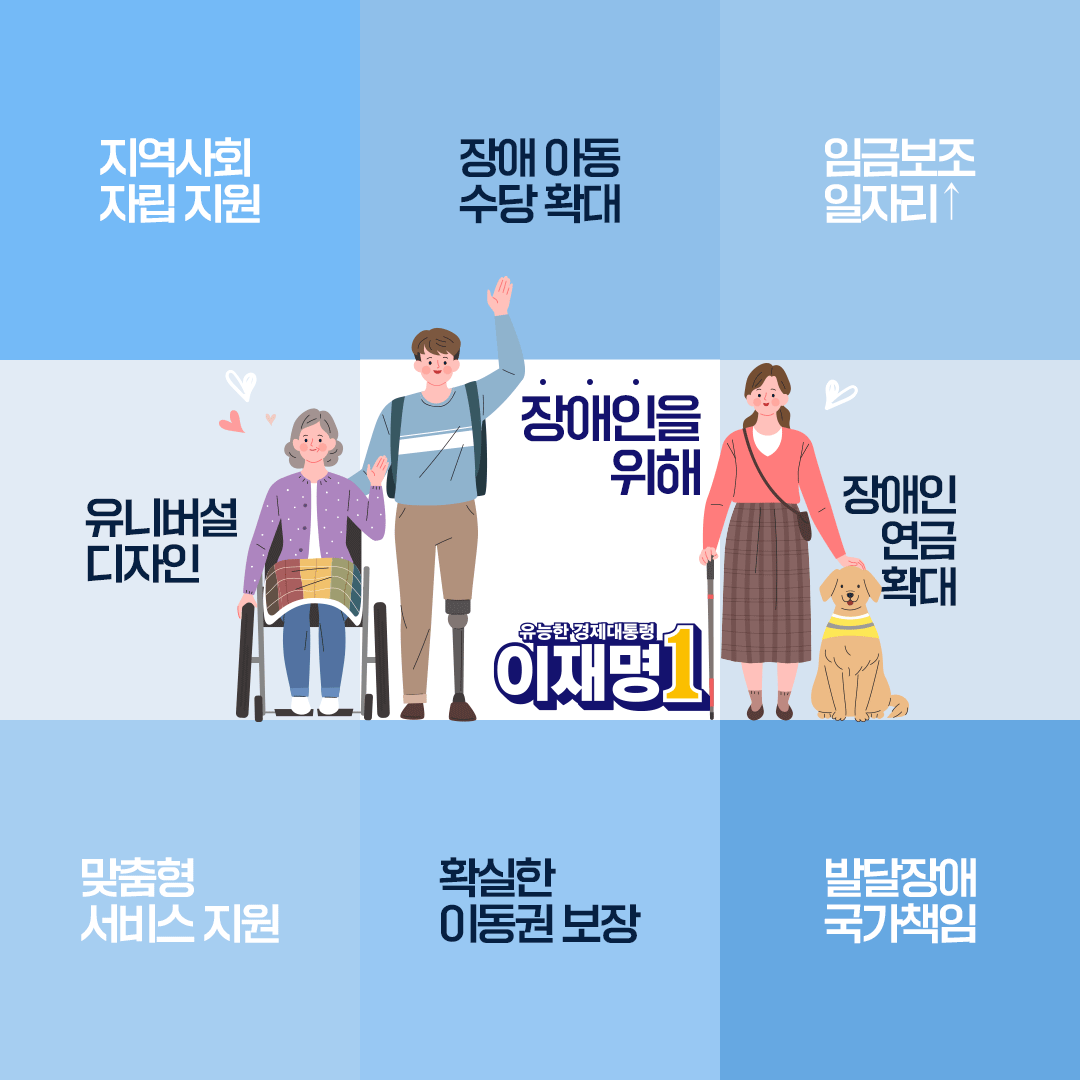 지역사회
자립 지원
장애 아동
수당 확대
임금보조
일자리↑
유니버설
디자인
장애인을
위해
유능한 경제대통령
이재명1
장애인
연금
확대
맞춤형
서비스 지원
확실한
이동권 보장
발달장애
국가책임